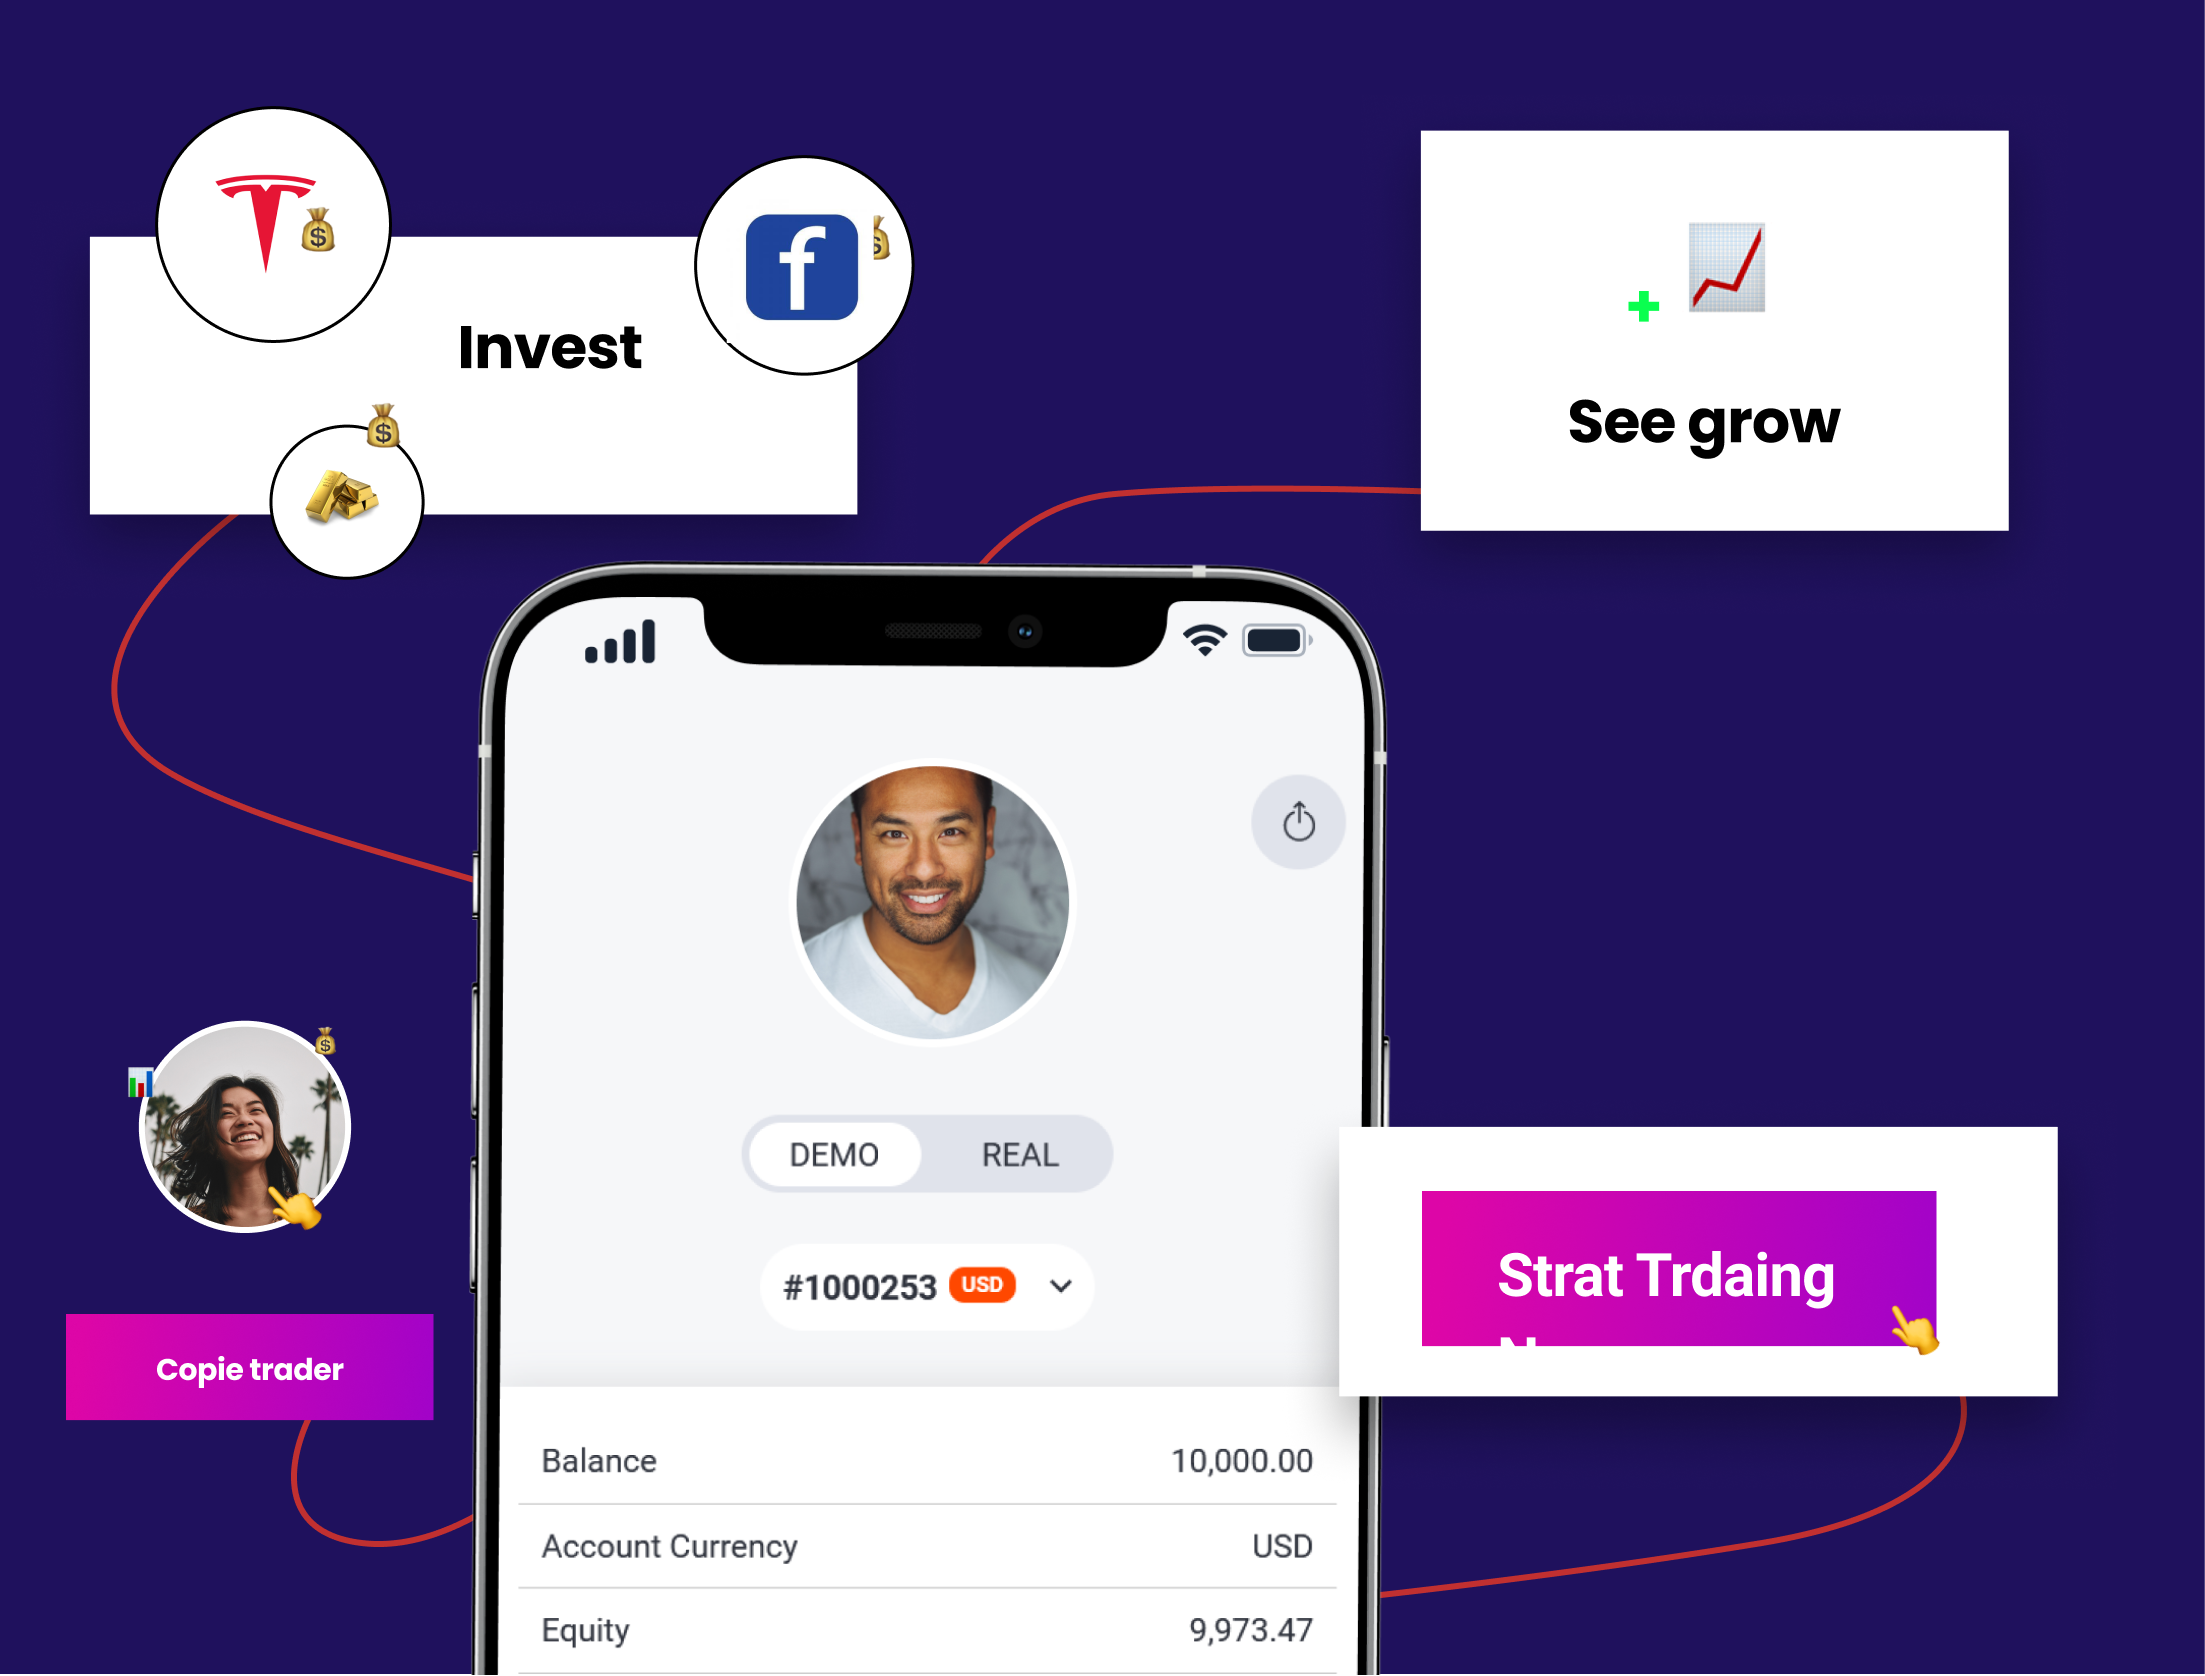 Invest
See grow
DEMO REAL
#1000253 USD
Strat Trdaing
Copie trader
Balance 10,000.00
Account Currency USD
Equity 9,973.47